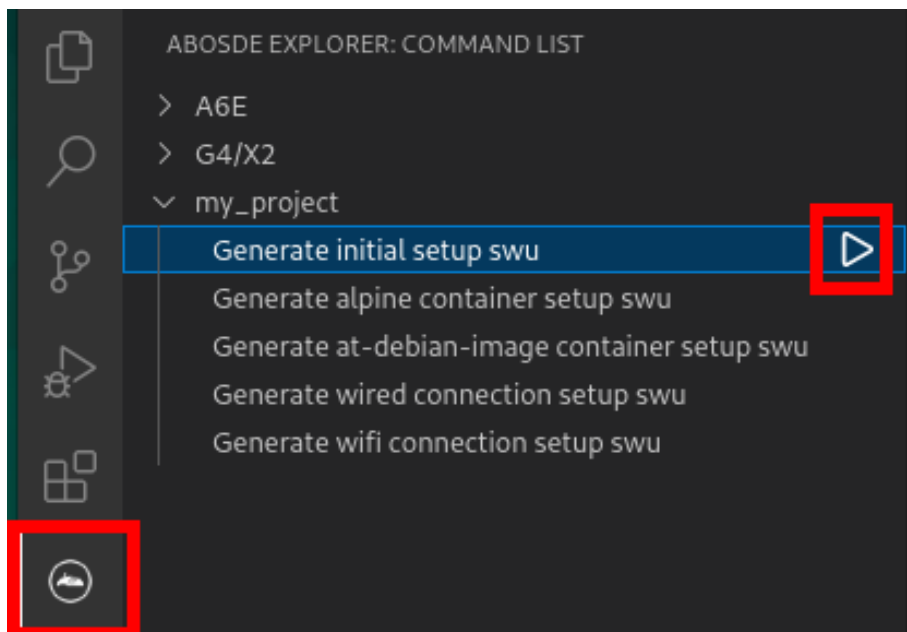 ABOSDE EXPLORER: COMMAND LIST
A6E
G4/X2
my_project
Generate initial setup swu
Generate alpine container setup swu
Generate at-debian-image container setup swu
Generate wired connection setup swu
Generate wifi connection setup swu